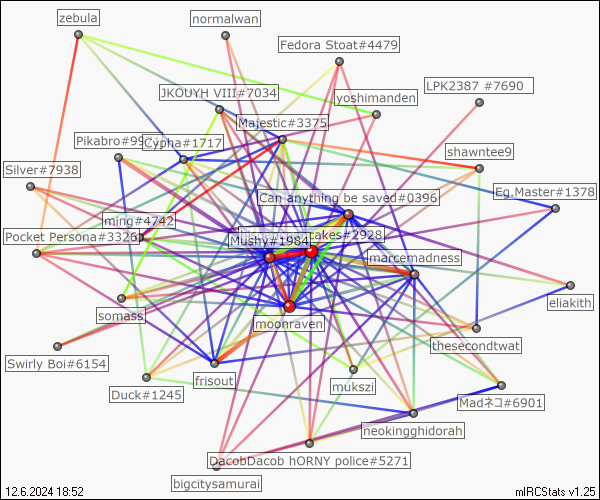 zebula
normalwan
Fedora Stoat#4479
LPK2387 #7690
JKOUYH VIII#7034
yoshimanden
Majestic#3375
Pikabro#99
Cypha#1717
shawntee9
Silver#7938
Can anything be saved#0396
Eg.Master#1378
ming#4742
Pocket Persona#3326
Mushy#1984
takes#2928
marcemadness
eliakith
somass
moonraven
thesecondtwat
Swirly Boi#6154
frisout
mukszi
Duck#1245
Madネコ#6901
neokingghidorah
DacobDacob hORNY police#5271
bigcitysamurai
12.6.2024 18:52
mIRCStats v1.25